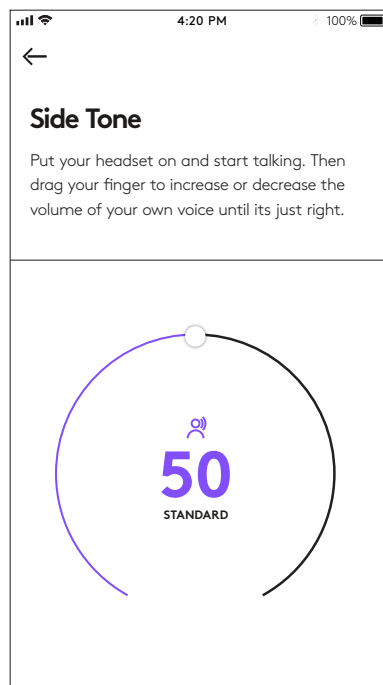 4:20 PM 100%
Side Tone
Put your headset on and start talking. Then
drag your finger to increase or decrease the
volume of your own voice until its just right.
50
STANDARD